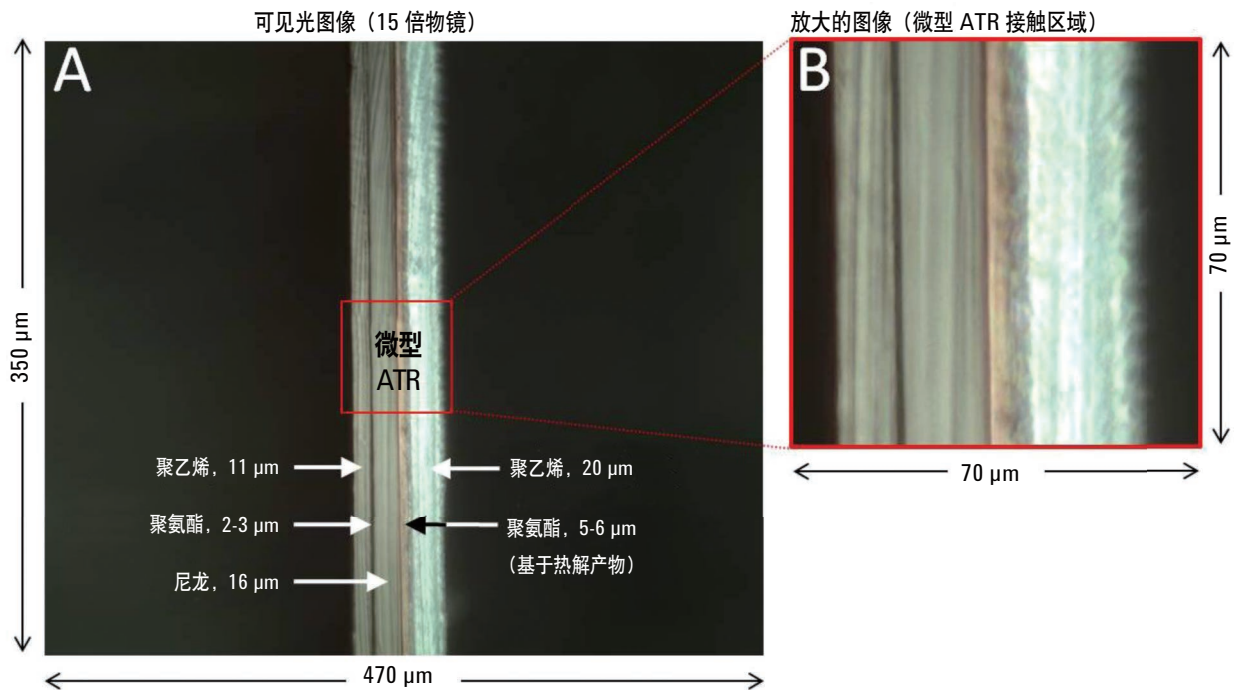 可见光图像（15 倍物镜）
放大的图像（微型 ATR 接触区域）
A
B
350 µm
70 µm
微型
ATR
聚乙烯，11 µm
聚乙烯，20 µm
70 µm
聚氨酯，2-3 µm
聚氨酯，5-6 µm
（基于热解产物）
尼龙，16 µm
470 µm